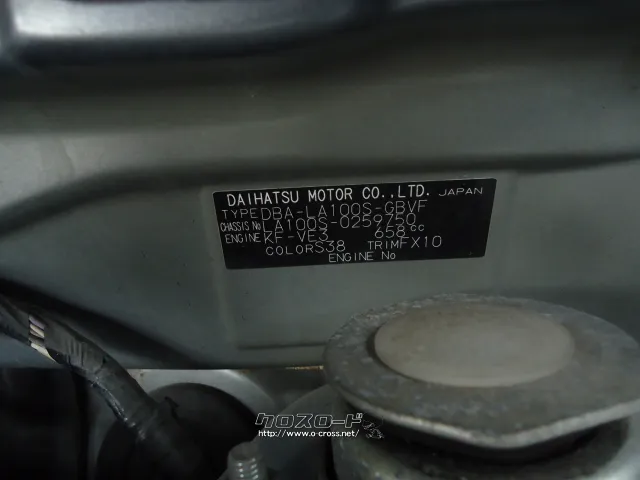 DAIHATSU MOTOR CO.,LTD. JAPAN
TYPE DBA-LA100S-GBVF
CHASSIS No LA100S-0259750
ENGINE KF-VE3 658cc
COLOR S38 TRIM FX10
ENGINE No
クロスロード
http://www.o-cross.net/